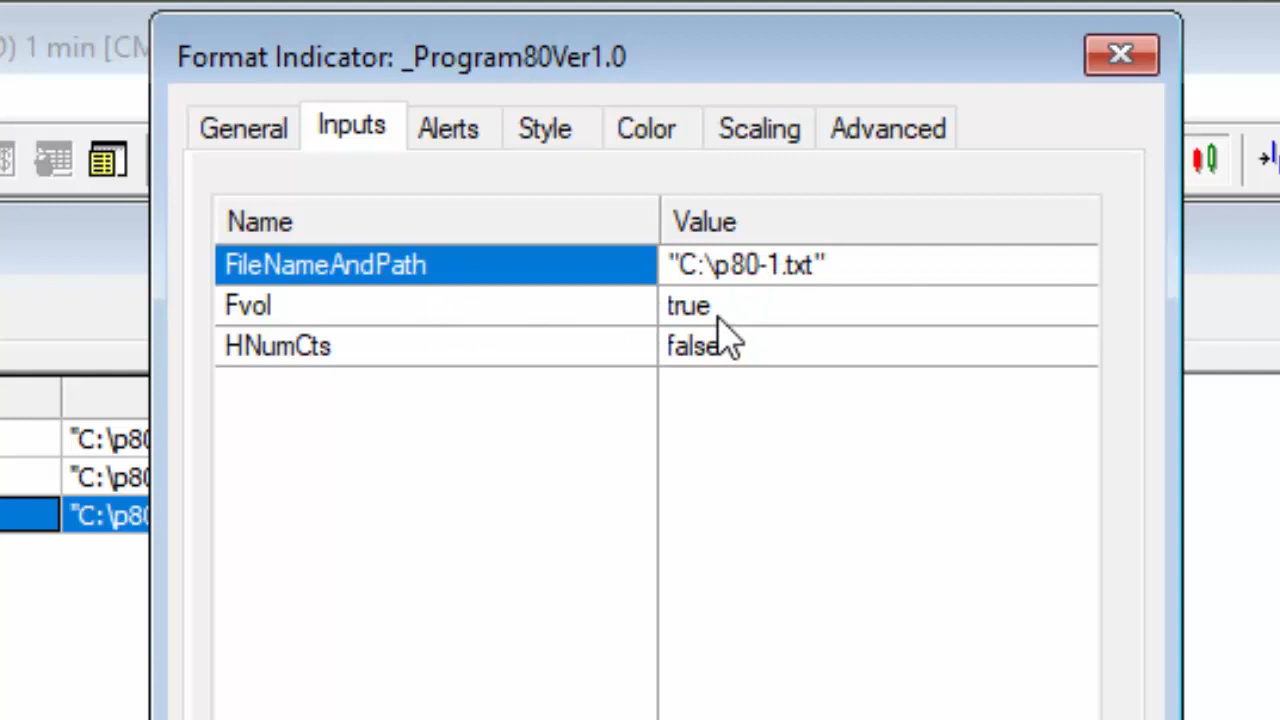 ) 1 min [CM
Format Indicator: _Program80Ver1.0
General Inputs Alerts Style Color Scaling Advanced
Name Value
FileNameAndPath "C:\p80-1.txt"
Fvol true
HNumCts false
"C:\p80
"C:\p80
"C:\p80